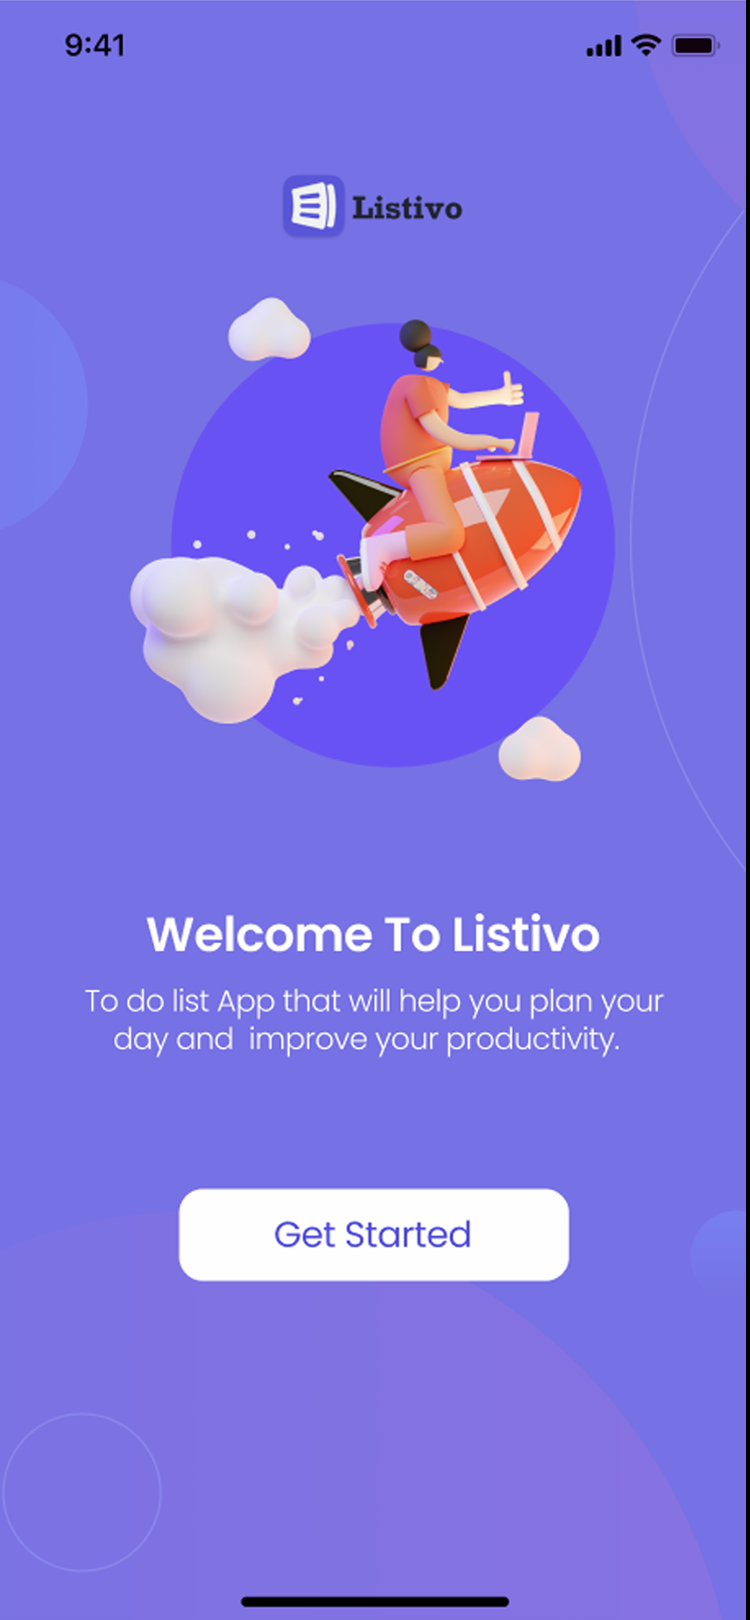 9:41
Listivo
Welcome To Listivo
To do list App that will help you plan your
day and  improve your productivity.
Get Started